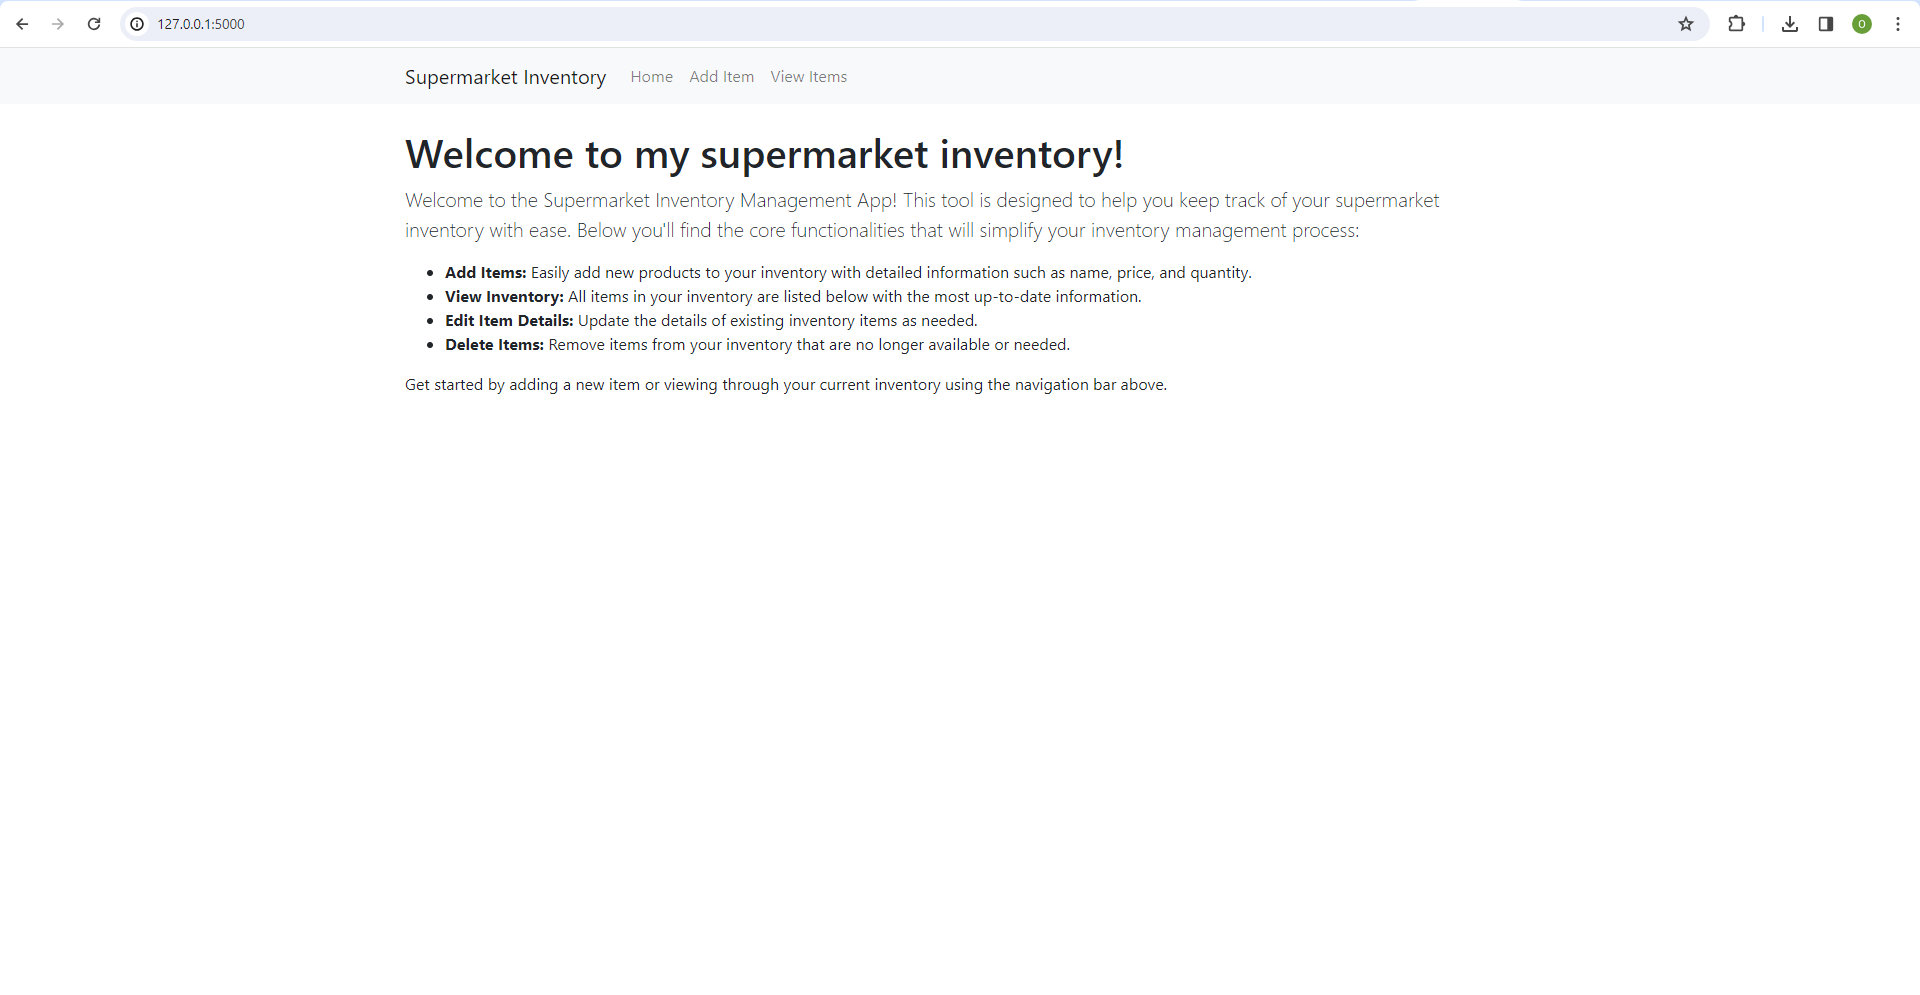 127.0.0.1:5000
O
Supermarket Inventory Home Add Item View Items
Welcome to my supermarket inventory!
Welcome to the Supermarket Inventory Management App! This tool is designed to help you keep track of your supermarket
inventory with ease. Below you'll find the core functionalities that will simplify your inventory management process:
• Add Items: Easily add new products to your inventory with detailed information such as name, price, and quantity.
• View Inventory: All items in your inventory are listed below with the most up-to-date information.
• Edit Item Details: Update the details of existing inventory items as needed.
• Delete Items: Remove items from your inventory that are no longer available or needed.
Get started by adding a new item or viewing through your current inventory using the navigation bar above.